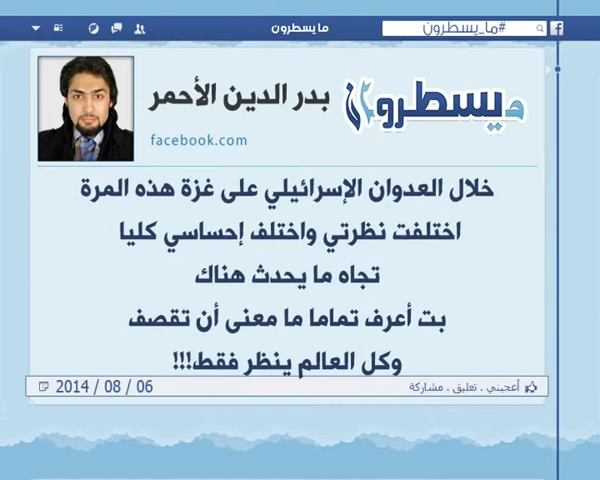 #ما_يسطرون
ما يسطرون
ما يسطرون
بدر الدين الأحمر
facebook.com
خلال العدوان الإسرائيلي على غزة هذه المرة
اختلفت نظرتي واختلف إحساسي كليا
تجاه ما يحدث هناك
بت أعرف تماما ما معنى أن تقصف
وكل العالم ينظر فقط!!!
أعجبني . تعليق . مشاركة
2014 / 08 / 06